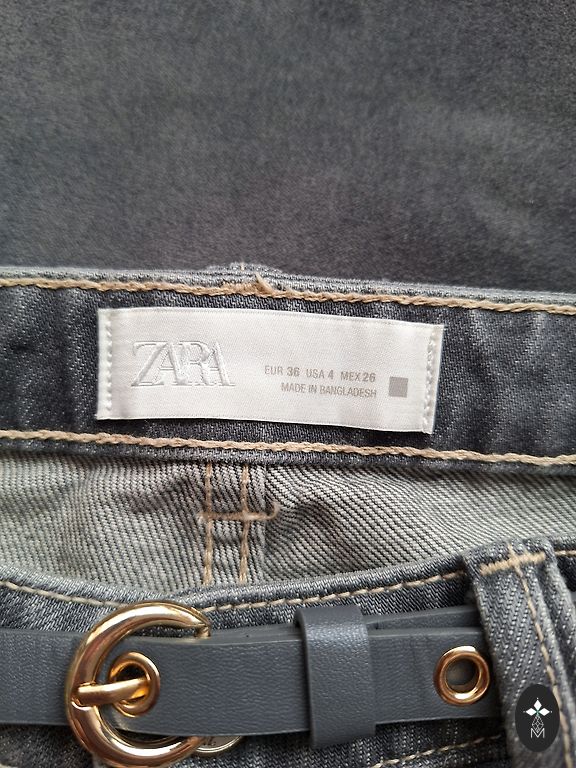 ZARA
EUR 36 USA 4 MEX 26
MADE IN BANGLADESH
M